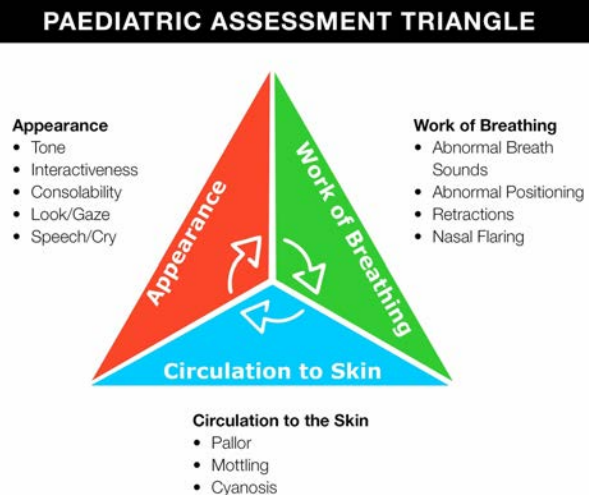 PAEDIATRIC ASSESSMENT TRIANGLE
Appearance
• Tone
• Interactiveness
• Consolability
• Look/Gaze
• Speech/Cry
Work of Breathing
• Abnormal Breath
Sounds
• Abnormal Positioning
• Retractions
• Nasal Flaring
Appearance
Work of Breathing
Circulation to Skin
Circulation to the Skin
• Pallor
• Mottling
• Cyanosis